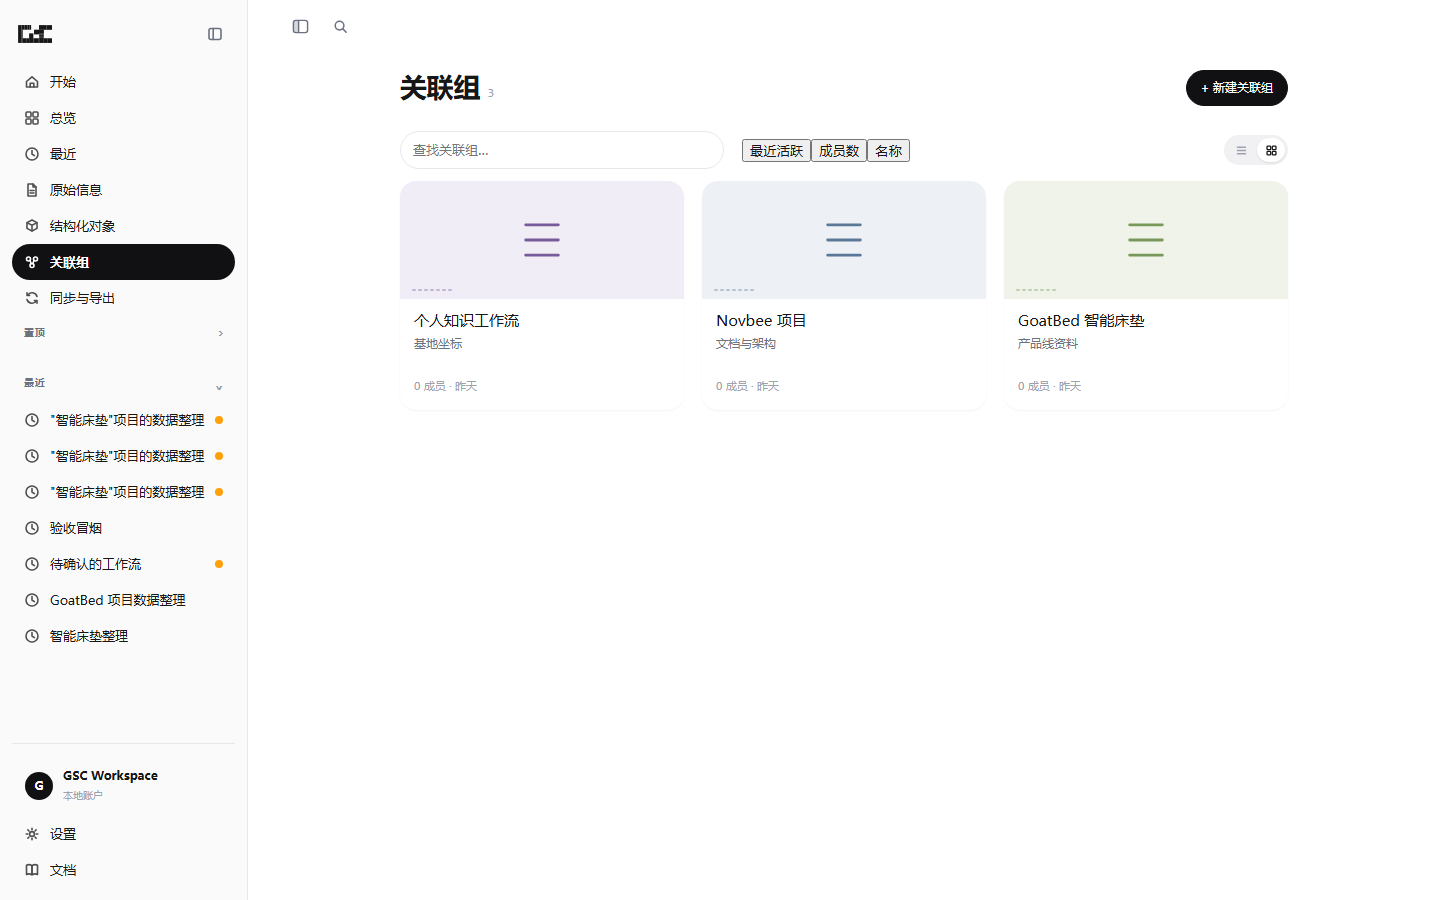 GSC
开始
总览
最近
原始信息
结构化对象
关联组
同步与导出
置顶
最近
"智能床垫"项目的数据整理
"智能床垫"项目的数据整理
"智能床垫"项目的数据整理
验收冒烟
待确认的工作流
GoatBed 项目数据整理
智能床垫整理
G
GSC Workspace
本地账户
设置
文档
关联组 3
+ 新建关联组
查找关联组...
最近活跃 成员数 名称
个人知识工作流
基地坐标
0 成员 · 昨天
Novbee 项目
文档与架构
0 成员 · 昨天
GoatBed 智能床垫
产品线资料
0 成员 · 昨天